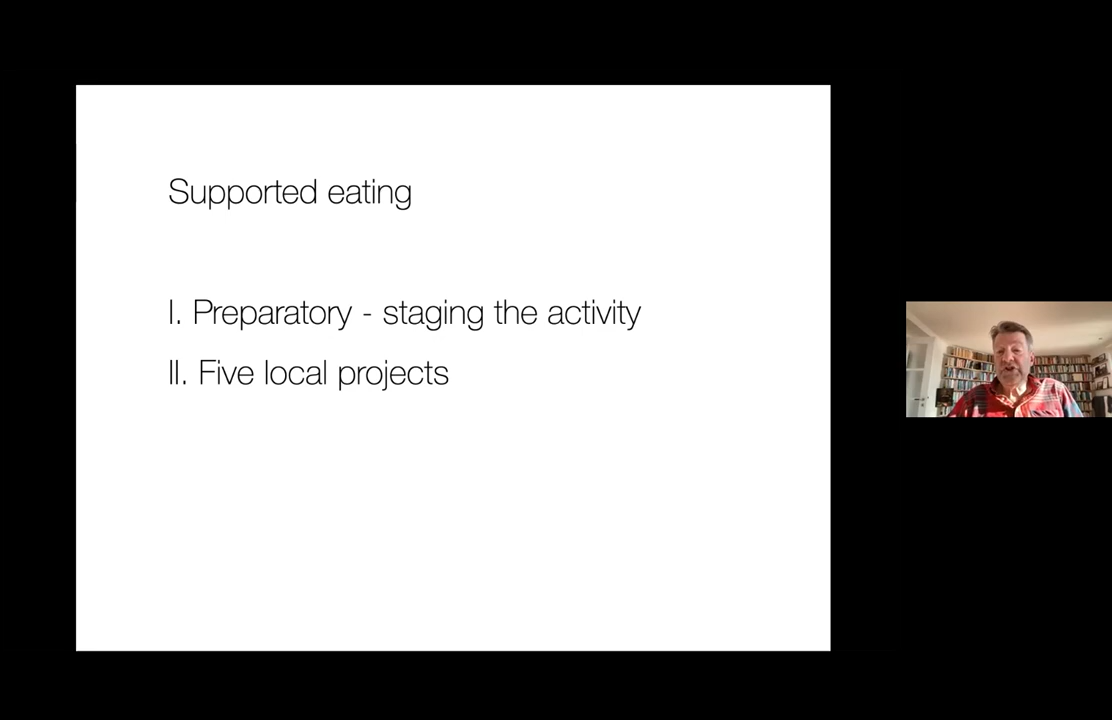 Supported eating
I. Preparatory - staging the activity
II. Five local projects